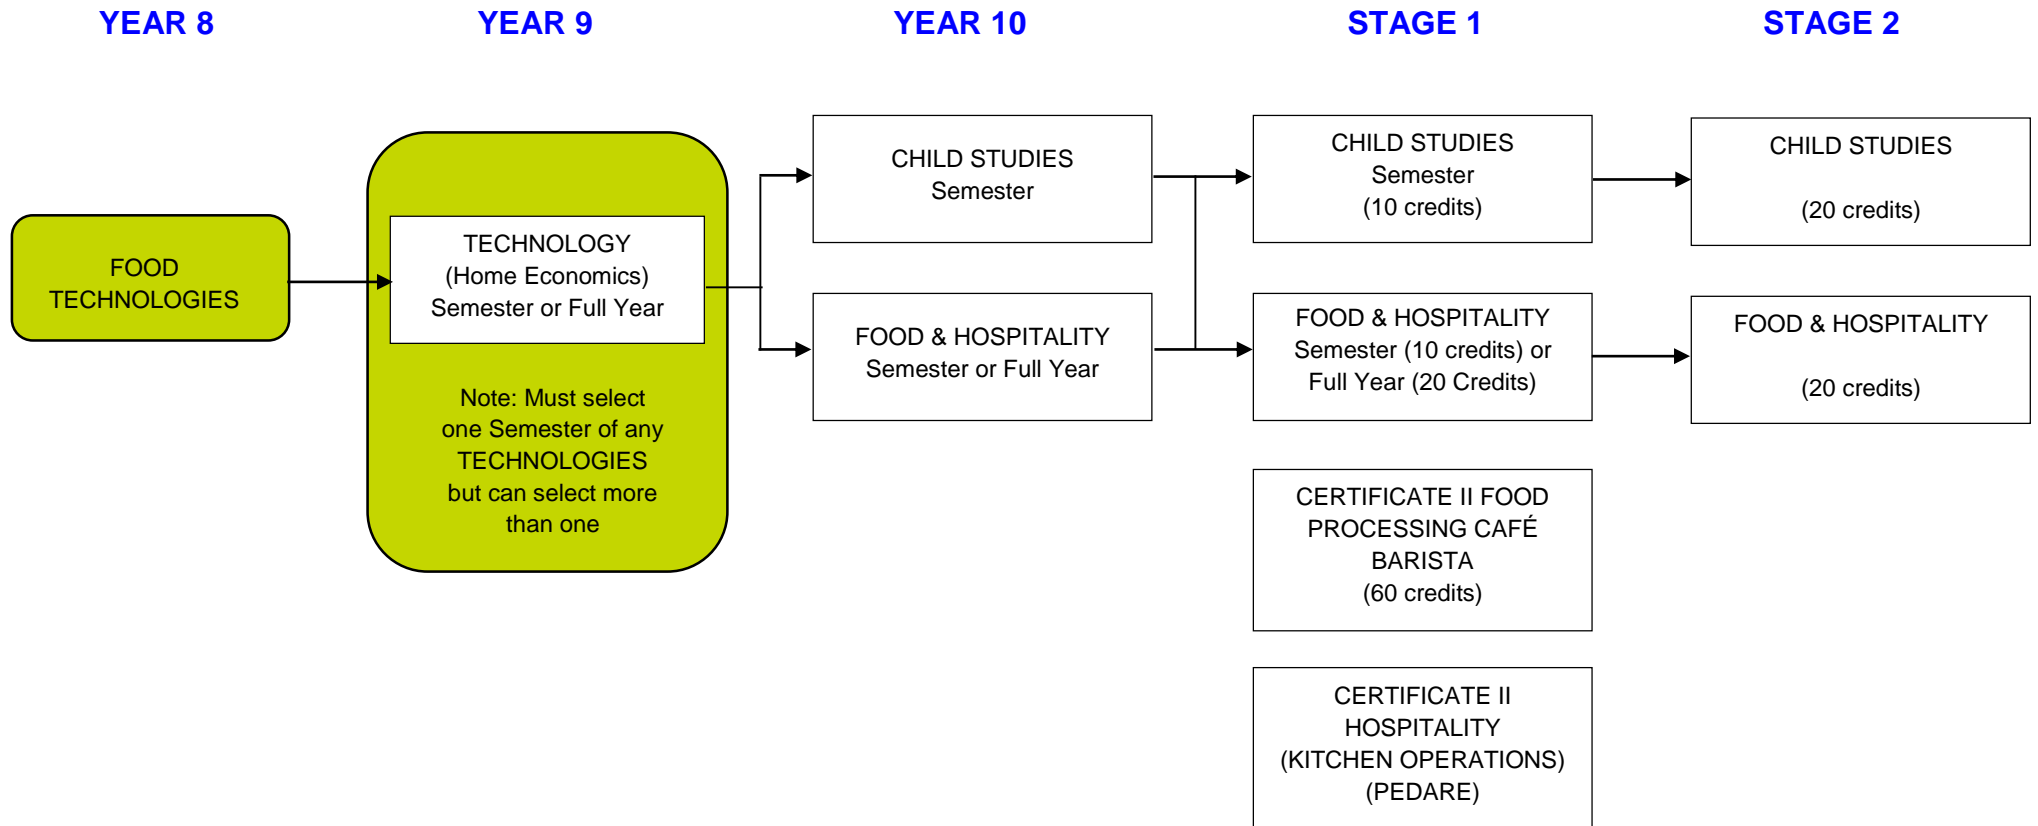 YEAR 8
YEAR 9
YEAR 10
STAGE 1
STAGE 2
FOOD
TECHNOLOGIES
TECHNOLOGY
(Home Economics)
Semester or Full Year
Note: Must select
one Semester of any
TECHNOLOGIES
but can select more
than one
CHILD STUDIES
Semester
FOOD & HOSPITALITY
Semester or Full Year
CHILD STUDIES
Semester
(10 credits)
FOOD & HOSPITALITY
Semester (10 credits) or
Full Year (20 Credits)
CERTIFICATE II FOOD
PROCESSING CAFÉ
BARISTA
(60 credits)
CERTIFICATE II
HOSPITALITY
(KITCHEN OPERATIONS)
(PEDARE)
CHILD STUDIES
(20 credits)
FOOD & HOSPITALITY
(20 credits)